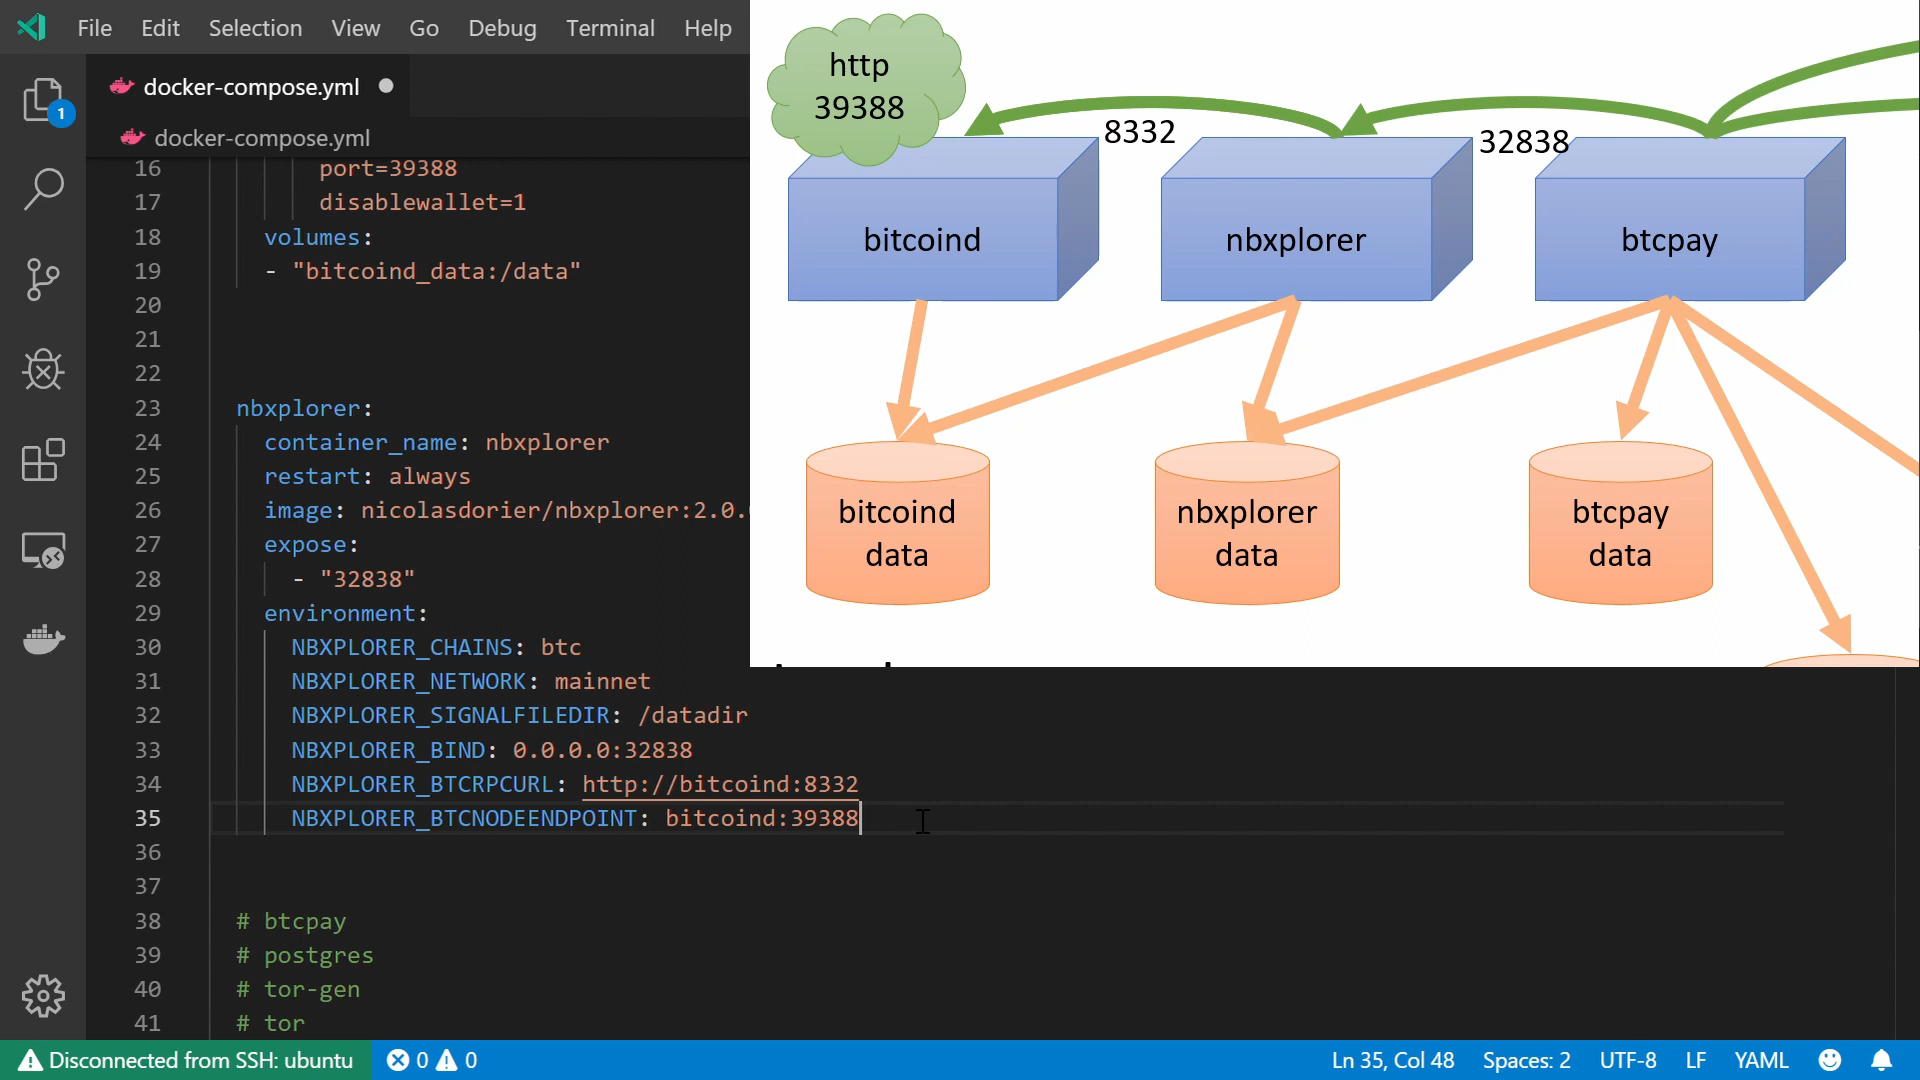 File Edit Selection View Go Debug Terminal Help
docker-compose.yml
1
docker-compose.yml
16 port=39388
17 disablewallet=1
18 volumes:
19 - "bitcoind_data:/data"
20
21
22
23 nbxplorer:
24 container_name: nbxplorer
25 restart: always
26 image: nicolasdorier/nbxplorer:2.0.
27 expose:
28 - "32838"
29 environment:
30 NBXPLORER_CHAINS: btc
31 NBXPLORER_NETWORK: mainnet
32 NBXPLORER_SIGNALFILEDIR: /datadir
33 NBXPLORER_BIND: 0.0.0.0:32838
34 NBXPLORER_BTCRPCURL: http://bitcoind:8332
35 NBXPLORER_BTCNODEENDPOINT: bitcoind:39388
36
37
38 # btcpay
39 # postgres
40 # tor-gen
41 # tor
http
39388
8332
32838
bitcoind
nbxplorer
btcpay
bitcoind
data
nbxplorer
data
btcpay
data
Disconnected from SSH: ubuntu 0 0 Ln 35, Col 48 Spaces: 2 UTF-8 LF YAML